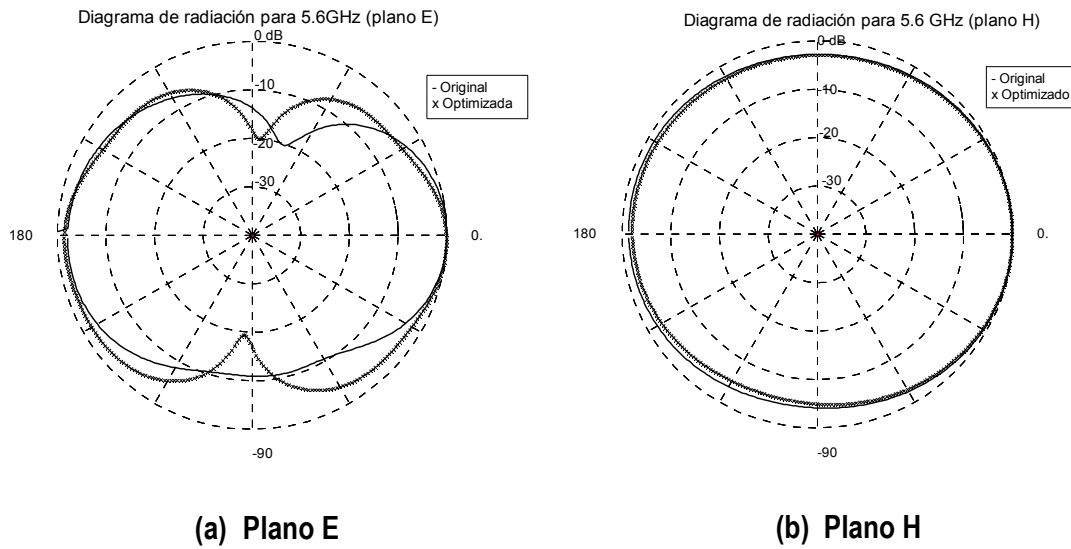 Diagrama de radiación para 5.6GHz (plano E)
0 dB
-10
-20
-30
180
0.
-90
- Original
x Optimizada
(a) Plano E
Diagrama de radiación para 5.6 GHz (plano H)
0 dB
-10
-20
-30
180
0.
-90
- Original
x Optimizado
(b) Plano H